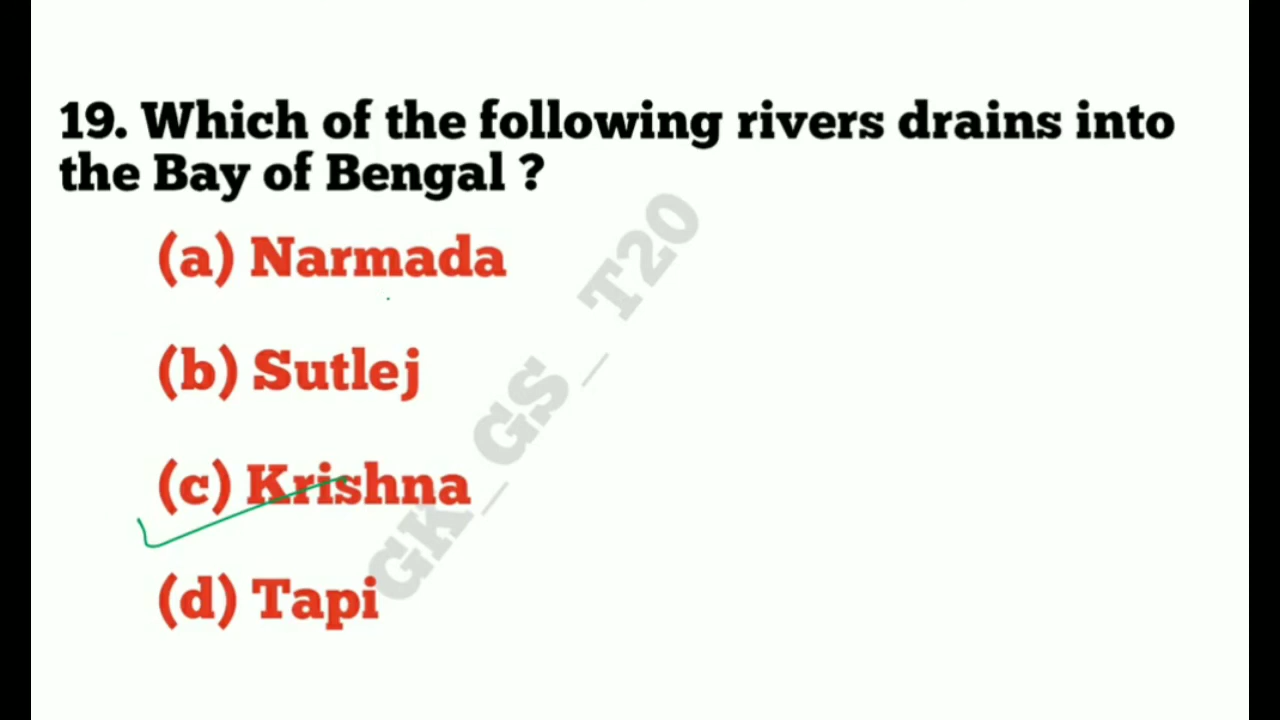 19. Which of the following rivers drains into
the Bay of Bengal ?
(a) Narmada
(b) Sutlej
(c) Krishna
(d) Tapi
GK_GS_T20